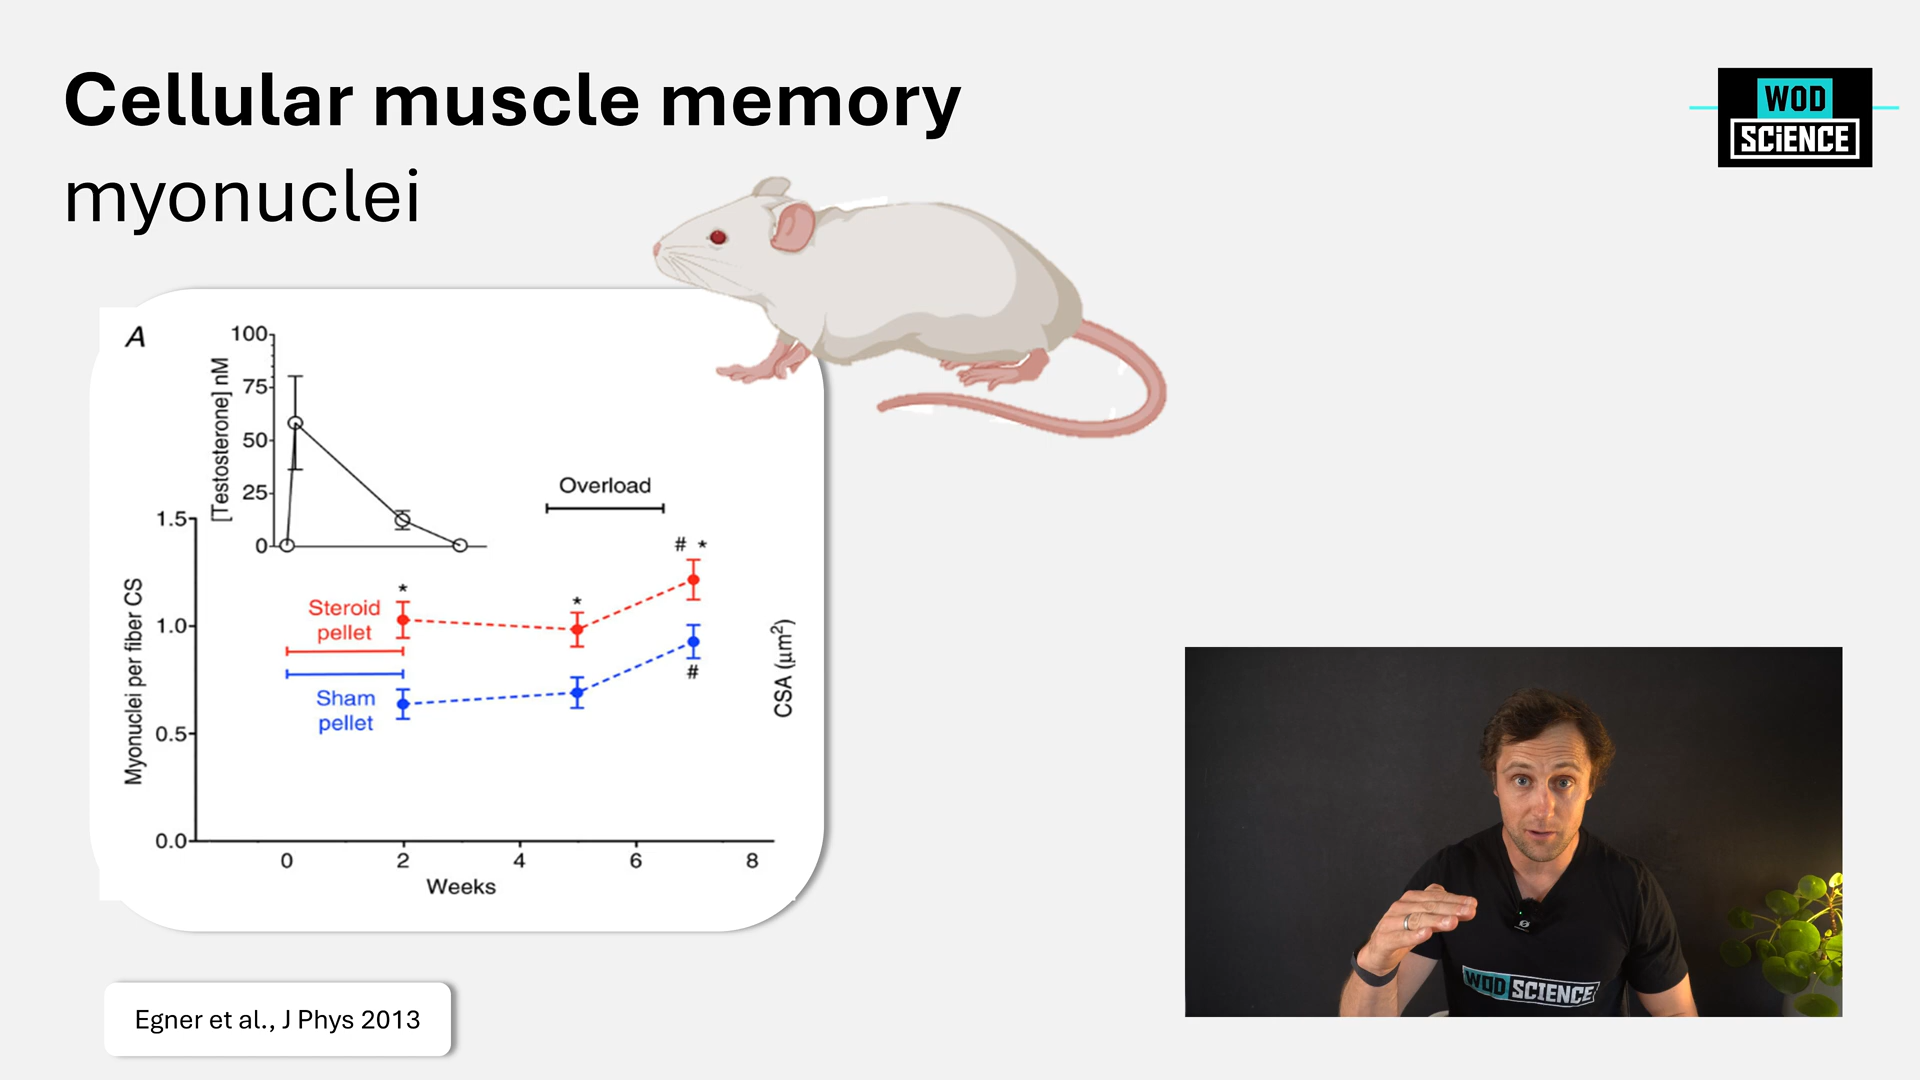 Cellular muscle memory
myonuclei
WOD
SCiENCE
A
[Testosterone] nM
100
75
50
25
0
Overload
# *
*
*
Steroid
pellet
Sham
pellet
#
Myonuclei per fiber CS
1.5
1.0
0.5
0.0
0 2 4 6 8
Weeks
CSA (µm²)
Egner et al., J Phys 2013
WOD SCIENCE